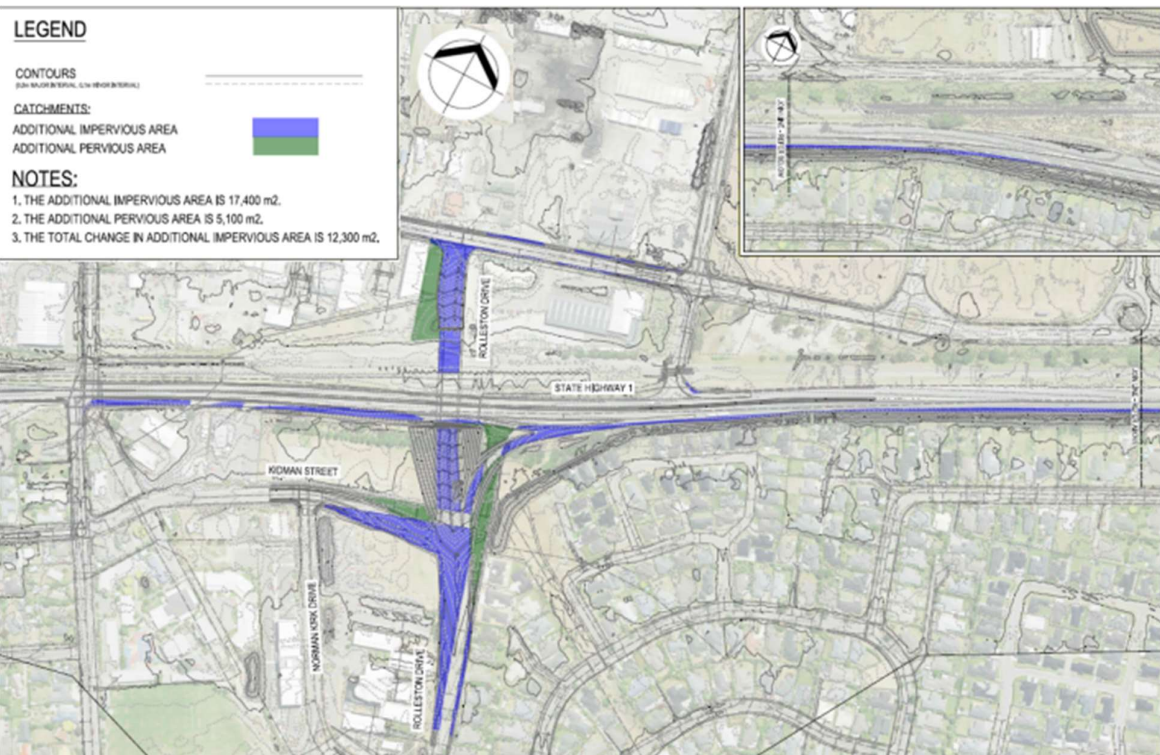 LEGEND
CONTOURS
CATCHMENTS:
ADDITIONAL IMPERVIOUS AREA
ADDITIONAL PERVIOUS AREA
NOTES:
1. THE ADDITIONAL IMPERVIOUS AREA IS 17,400 m2.
2. THE ADDITIONAL PERVIOUS AREA IS 5,100 m2.
3. THE TOTAL CHANGE IN ADDITIONAL IMPERVIOUS AREA IS 12,300 m2.
ROLLESTON DRIVE
STATE HIGHWAY 1
KIDMAN STREET
NORMAN KIRK DRIVE
ROLLESTON DRIVE